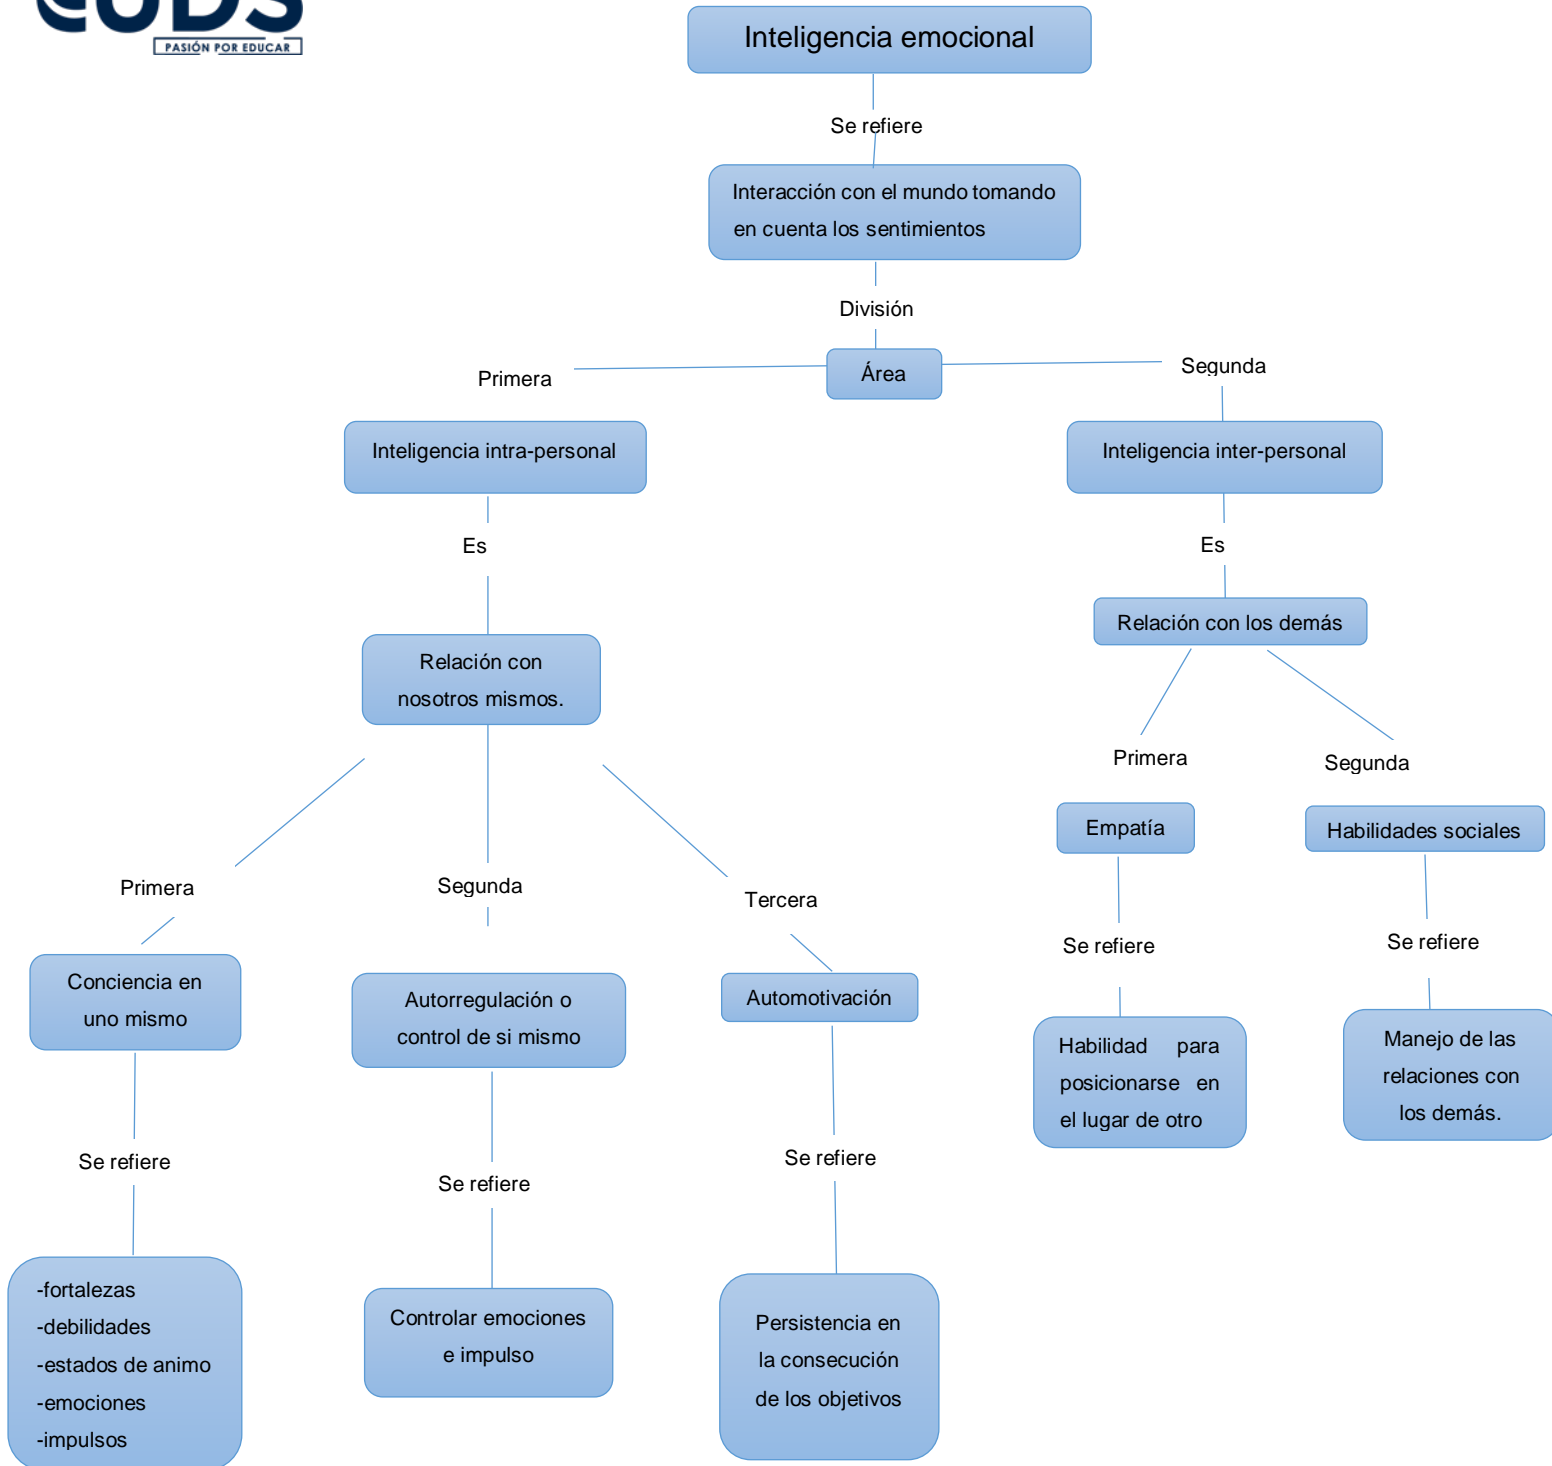 PASIÓN POR EDUCAR
Inteligencia emocional
Se refiere
Interacción con el mundo tomando
en cuenta los sentimientos
División
Área
Primera
Segunda
Inteligencia intra-personal
Inteligencia inter-personal
Es
Es
Relación con los demás
Relación con
nosotros mismos.
Primera
Segunda
Empatía
Habilidades sociales
Primera
Segunda
Tercera
Se refiere
Se refiere
Conciencia en
uno mismo
Autorregulación o
control de si mismo
Automotivación
Habilidad para
posicionarse en
el lugar de otro
Manejo de las
relaciones con
los demás.
Se refiere
Se refiere
Se refiere
-fortalezas
-debilidades
-estados de animo
-emociones
-impulsos
Controlar emociones
e impulso
Persistencia en
la consecución
de los objetivos